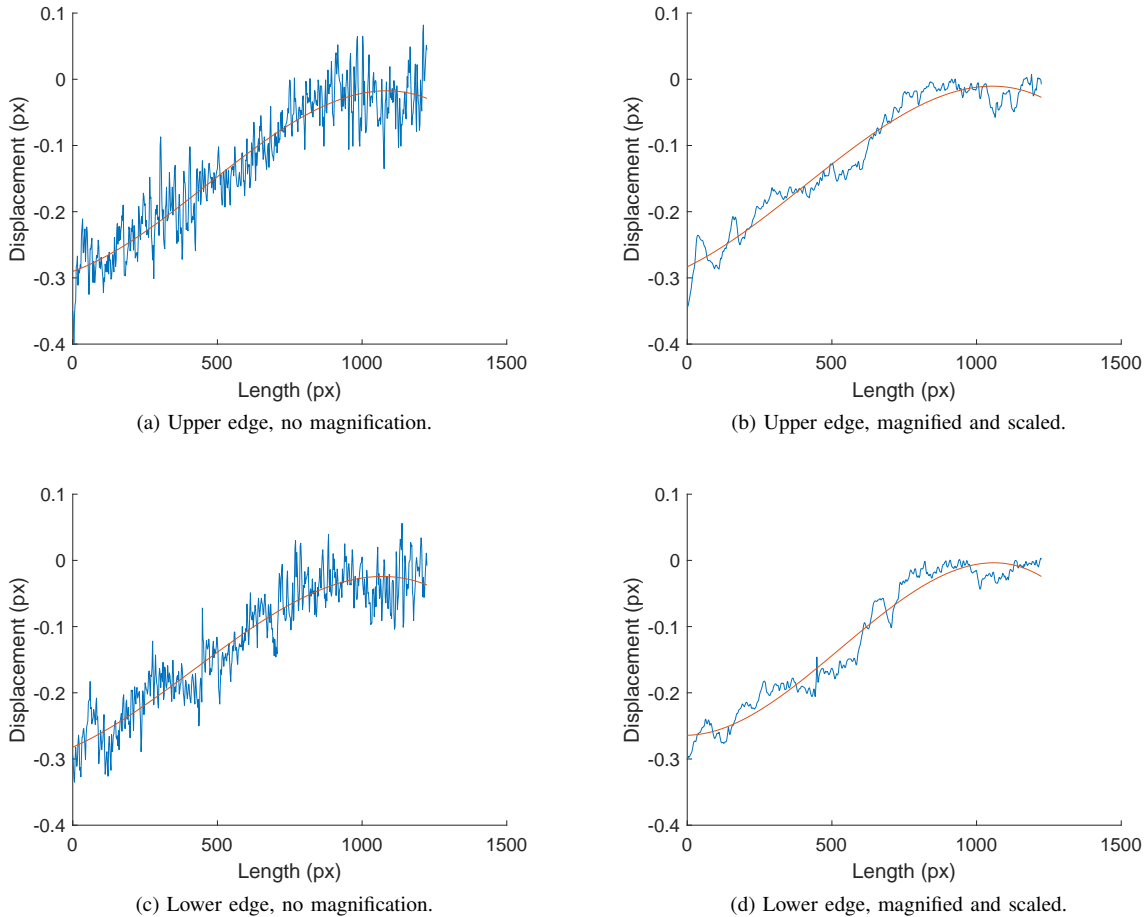 0.1
0
-0.1
-0.2
-0.3
-0.4
Displacement (px)
0 500 1000 1500
Length (px)
(a) Upper edge, no magnification.
0.1
0
-0.1
-0.2
-0.3
-0.4
Displacement (px)
0 500 1000 1500
Length (px)
(b) Upper edge, magnified and scaled.
0.1
0
-0.1
-0.2
-0.3
-0.4
Displacement (px)
0 500 1000 1500
Length (px)
(c) Lower edge, no magnification.
0.1
0
-0.1
-0.2
-0.3
-0.4
Displacement (px)
0 500 1000 1500
Length (px)
(d) Lower edge, magnified and scaled.